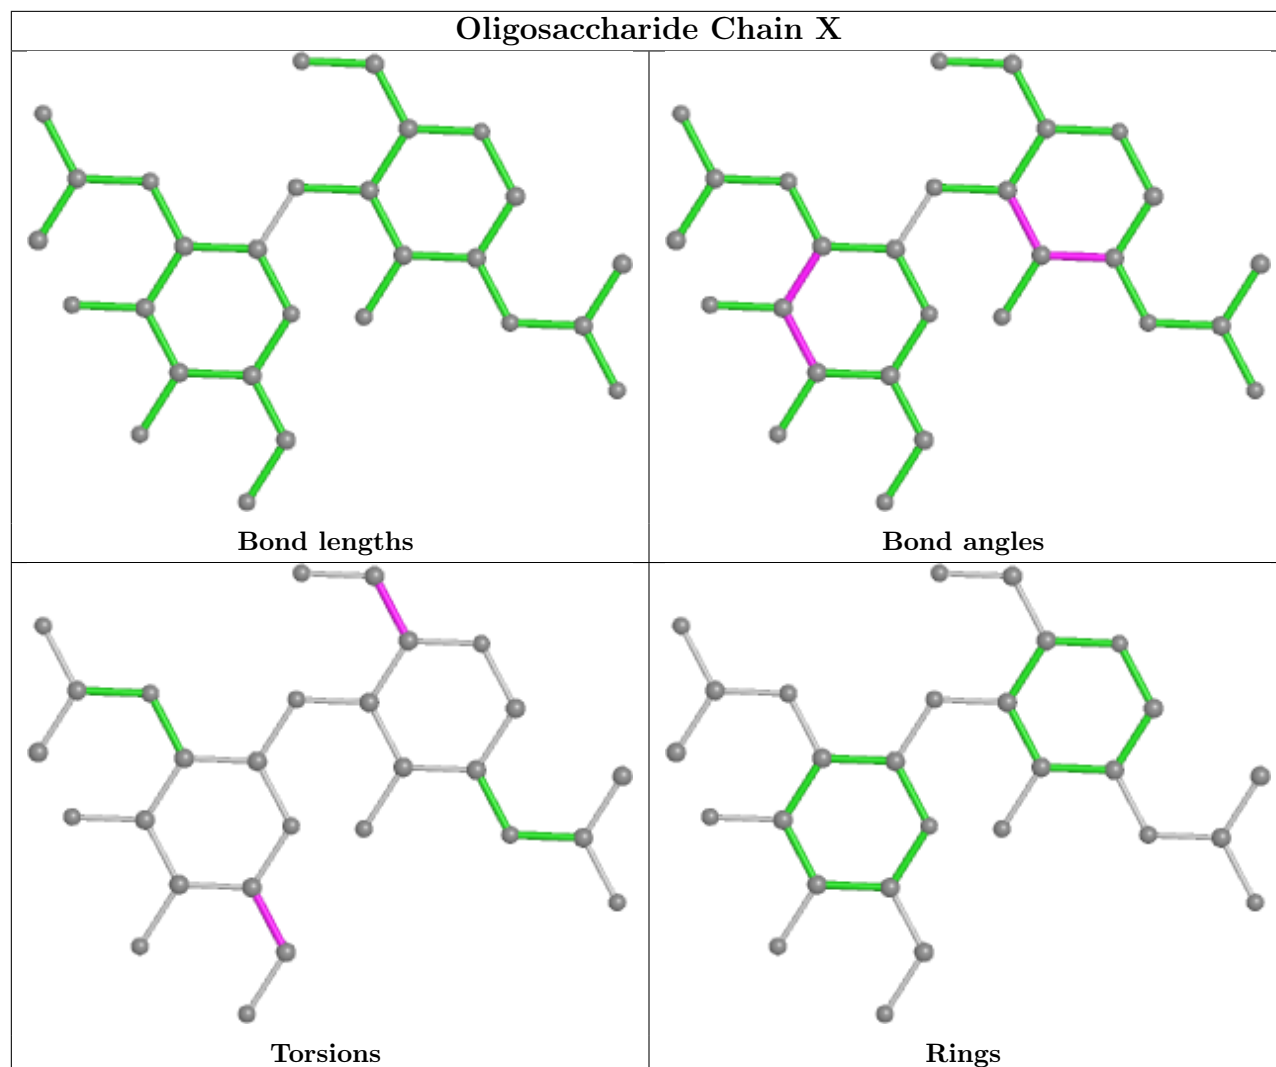 Oligosaccharide Chain X
Bond lengths
Bond angles
Torsions
Rings